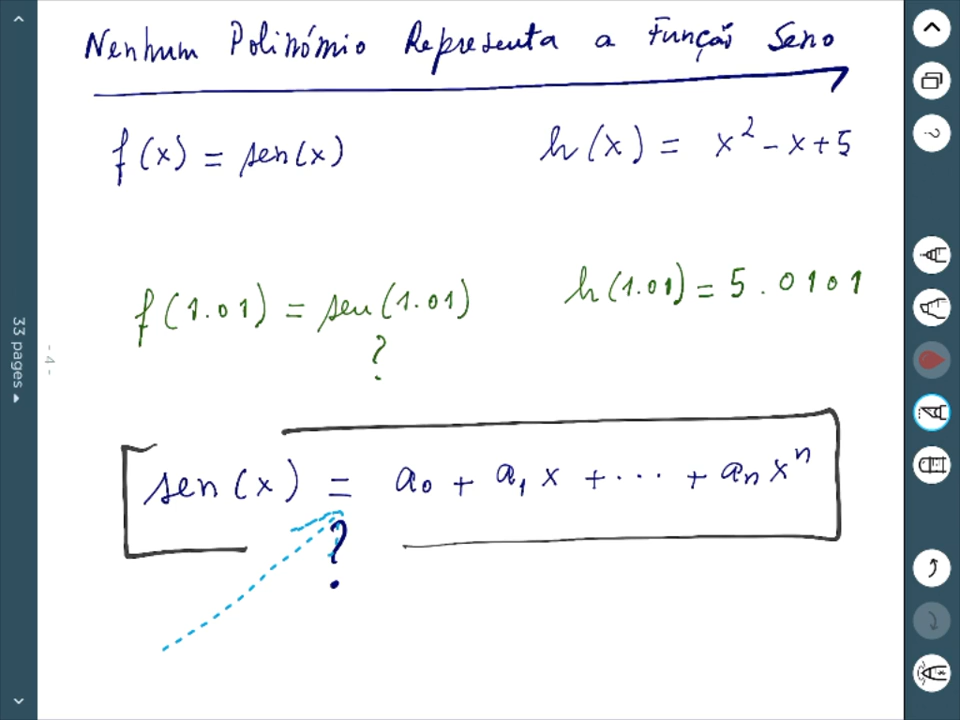 Nenhum Polinómio Representa a Função Seno
f(x) = sen(x)
h(x) = x² - x + 5
f(1.01) = sen(1.01)
?
h(1.01) = 5.0101
sen(x) = a₀ + a₁x + ··· + aₙxⁿ
?
33 pages
- 4 -